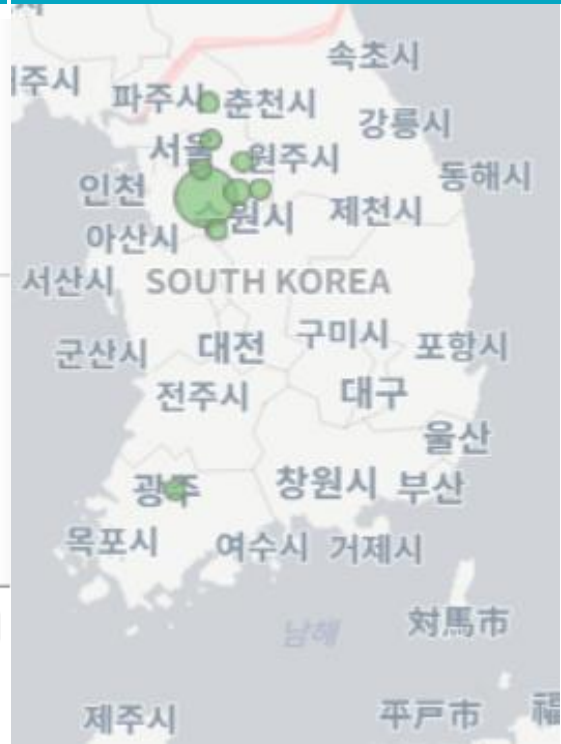 속초시
주시
파주시
춘천시
강릉시
서울
원주시
동해시
인천
원시
제천시
아산시
서산시
SOUTH KOREA
군산시
대전
구미시
포항시
전주시
대구
울산
광주
창원시
부산
목포시
여수시
거제시
남해
対馬市
제주시
平戸市
福